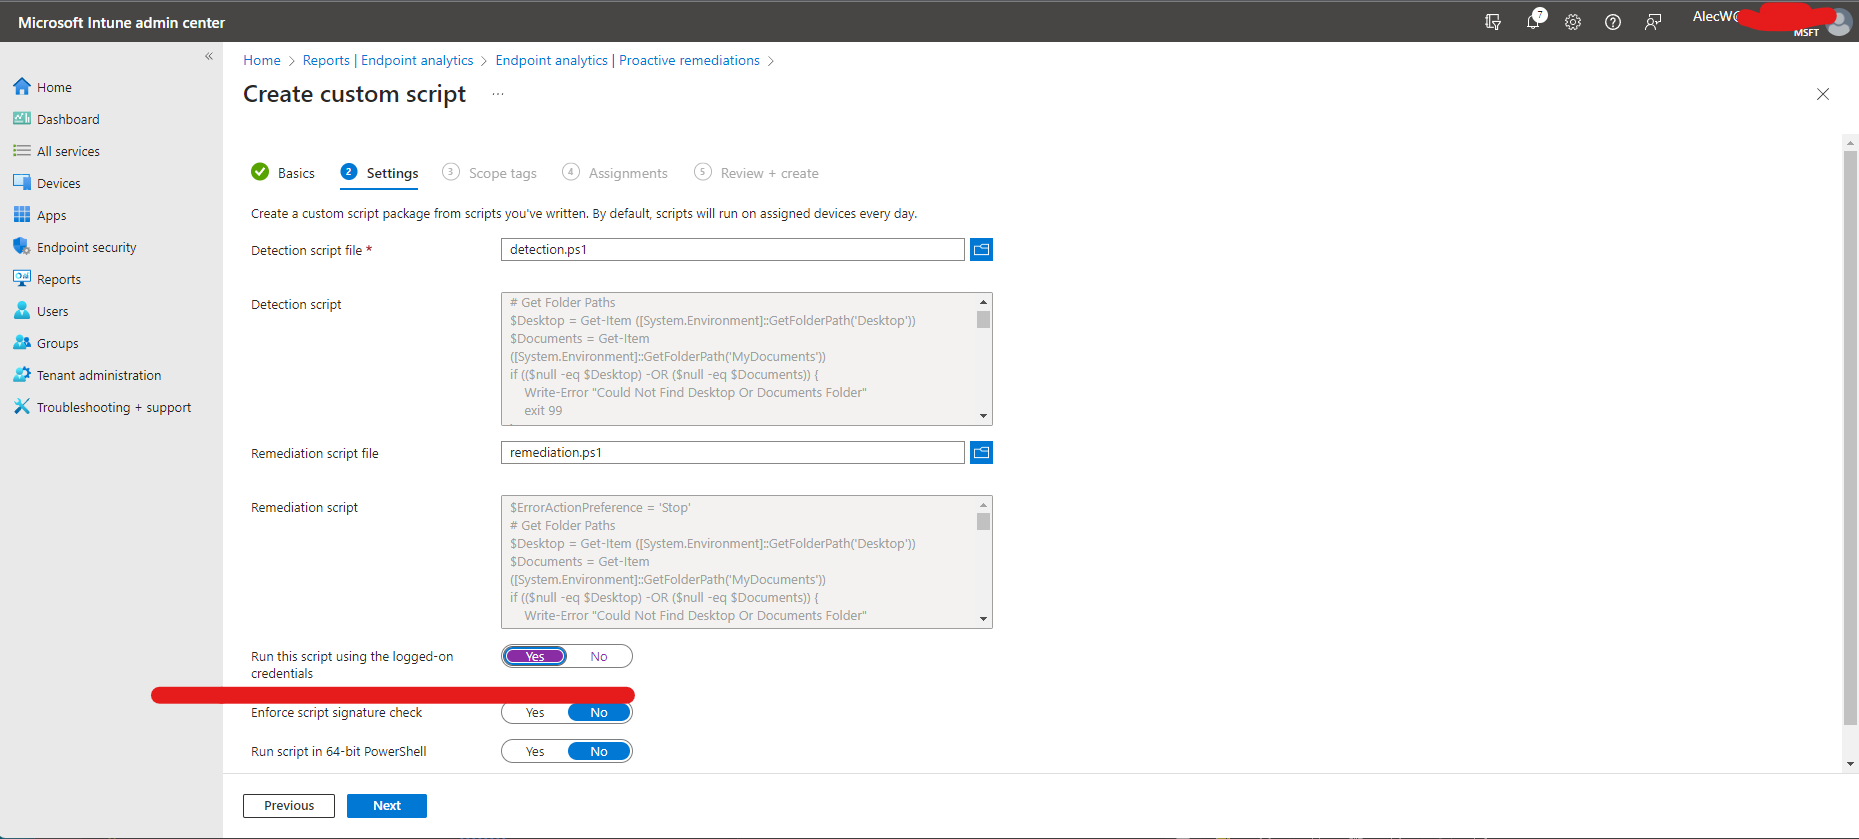 Microsoft Intune admin center
7
AlecW@
MSFT
«
Home > Reports | Endpoint analytics > Endpoint analytics | Proactive remediations >
Create custom script ...
Home
Dashboard
All services
Devices
Apps
Endpoint security
Reports
Users
Groups
Tenant administration
Troubleshooting + support
Basics
2 Settings
3 Scope tags
4 Assignments
5 Review + create
Create a custom script package from scripts you've written. By default, scripts will run on assigned devices every day.
Detection script file *
detection.ps1
Detection script
# Get Folder Paths
$Desktop = Get-Item ([System.Environment]::GetFolderPath('Desktop'))
$Documents = Get-Item
([System.Environment]::GetFolderPath('MyDocuments'))
if (($null -eq $Desktop) -OR ($null -eq $Documents)) {
Write-Error "Could Not Find Desktop Or Documents Folder"
exit 99
Remediation script file
remediation.ps1
Remediation script
$ErrorActionPreference = 'Stop'
# Get Folder Paths
$Desktop = Get-Item ([System.Environment]::GetFolderPath('Desktop'))
$Documents = Get-Item
([System.Environment]::GetFolderPath('MyDocuments'))
if (($null -eq $Desktop) -OR ($null -eq $Documents)) {
Write-Error "Could Not Find Desktop Or Documents Folder"
Run this script using the logged-on
credentials
Yes No
Enforce script signature check
Yes No
Run script in 64-bit PowerShell
Yes No
Previous
Next